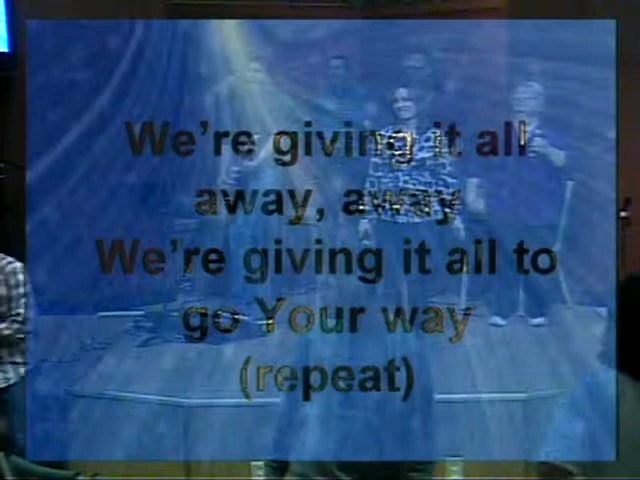 We're giving it all
away, away
We're giving it all to
go Your way
(repeat)